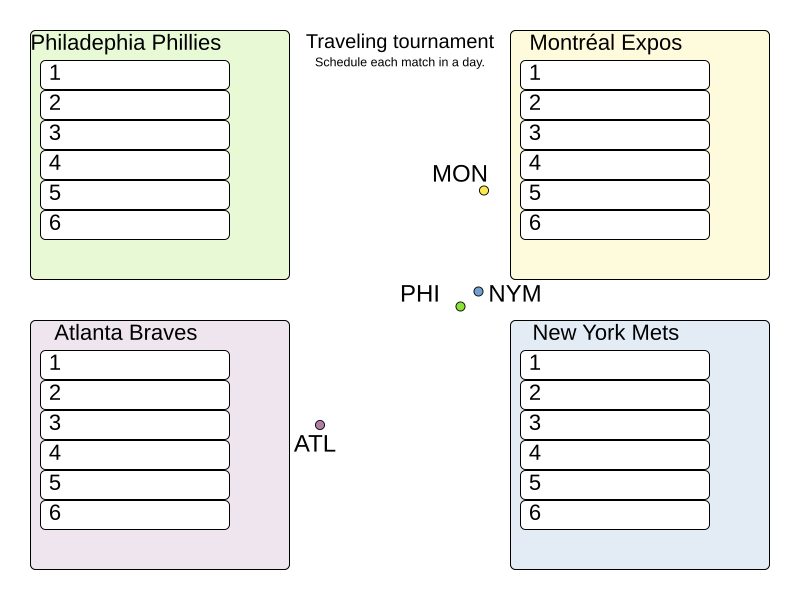 Philadephia Phillies
1
2
3
4
5
6
Traveling tournament
Schedule each match in a day.
Montréal Expos
1
2
3
4
5
6
MON
PHI
NYM
Atlanta Braves
1
2
3
4
5
6
ATL
New York Mets
1
2
3
4
5
6